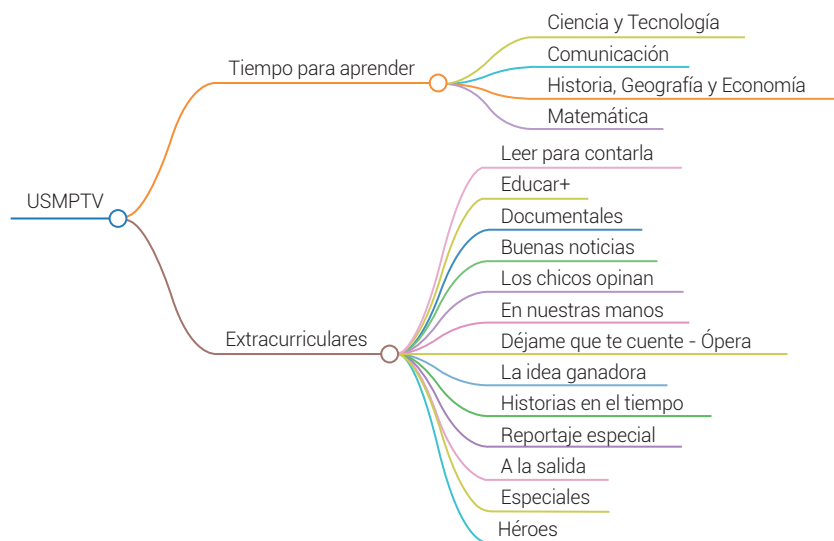 USMPTV
Tiempo para aprender
Ciencia y Tecnología
Comunicación
Historia, Geografía y Economía
Matemática
Extracurriculares
Leer para contarla
Educar+
Documentales
Buenas noticias
Los chicos opinan
En nuestras manos
Déjame que te cuente - Ópera
La idea ganadora
Historias en el tiempo
Reportaje especial
A la salida
Especiales
Héroes